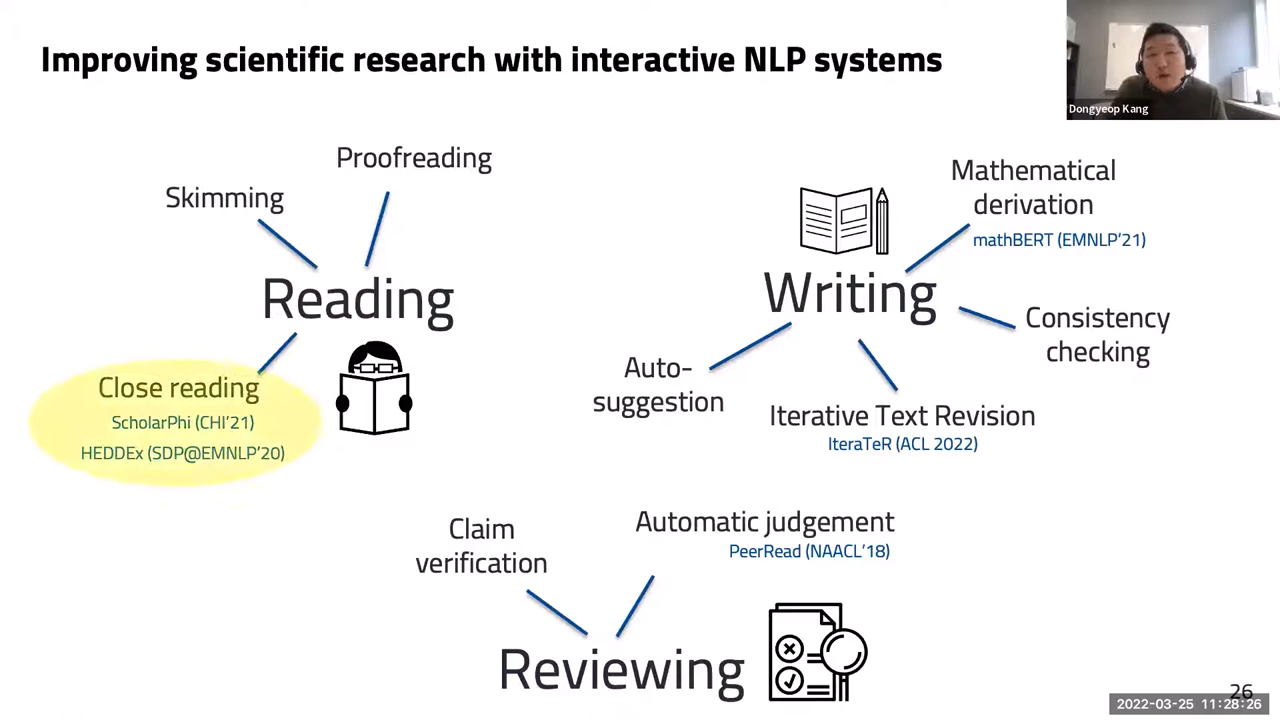 Improving scientific research with interactive NLP systems
Dongyeop Kang
Proofreading
Skimming
Reading
Close reading
ScholarPhi (CHI’21)
HEDDEx (SDP@EMNLP’20)
Mathematical
derivation
mathBERT (EMNLP’21)
Writing
Consistency
checking
Auto-
suggestion
Iterative Text Revision
IteraTeR (ACL 2022)
Claim
verification
Automatic judgement
PeerRead (NAACL’18)
Reviewing
26
2022-03-25 11:28:26